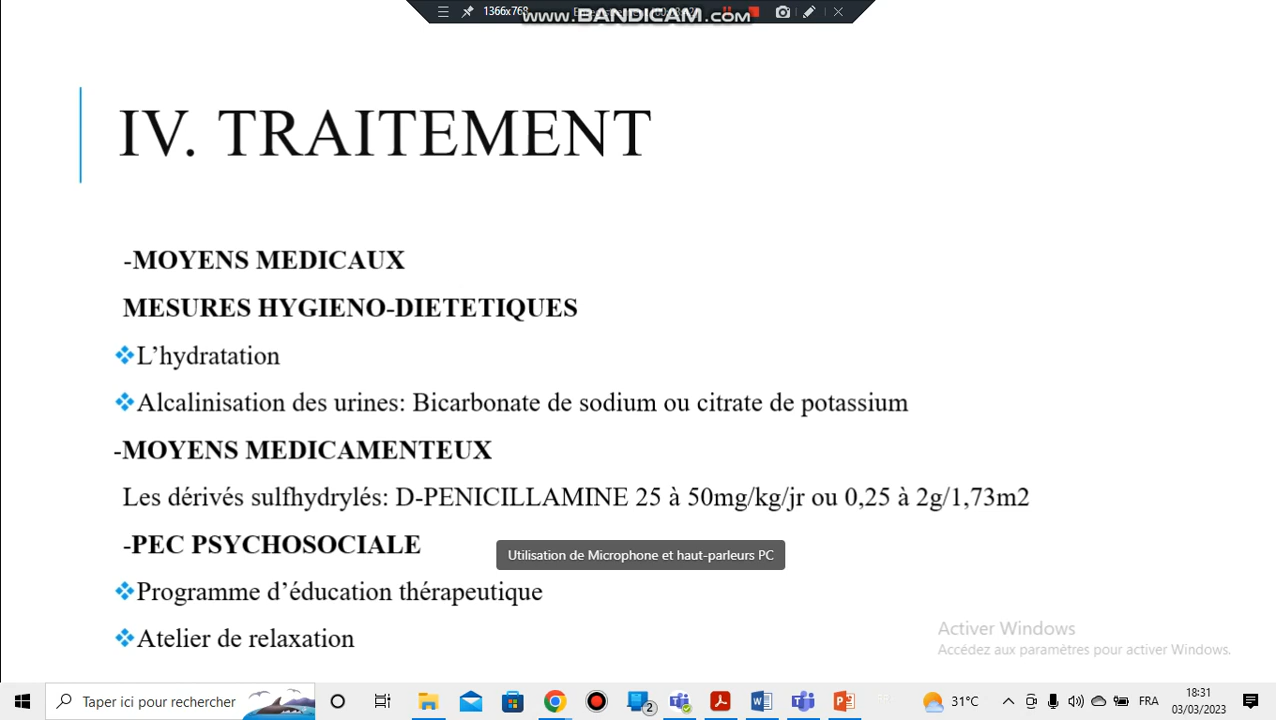 1366x768
www.BANDICAM.com
IV. TRAITEMENT
-MOYENS MEDICAUX
MESURES HYGIENO-DIETETIQUES
❖L’hydratation
❖Alcalinisation des urines: Bicarbonate de sodium ou citrate de potassium
-MOYENS MEDICAMENTEUX
Les dérivés sulfhydrylés: D-PENICILLAMINE 25 à 50mg/kg/jr ou 0,25 à 2g/1,73m2
-PEC PSYCHOSOCIALE
Utilisation de Microphone et haut-parleurs PC
❖Programme d’éducation thérapeutique
❖Atelier de relaxation
Activer Windows
Accédez aux paramètres pour activer Windows.
Taper ici pour rechercher
2
31°C
FRA
18:31
03/03/2023